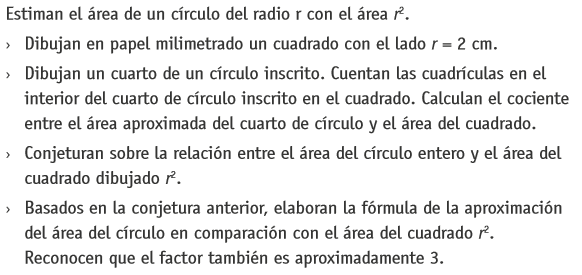 Estiman el área de un círculo del radio r con el área r².
› Dibujan en papel milimetrado un cuadrado con el lado r = 2 cm.
› Dibujan un cuarto de un círculo inscrito. Cuentan las cuadrículas en el
interior del cuarto de círculo inscrito en el cuadrado. Calculan el cociente
entre el área aproximada del cuarto de círculo y el área del cuadrado.
› Conjeturan sobre la relación entre el área del círculo entero y el área del
cuadrado dibujado r².
› Basados en la conjetura anterior, elaboran la fórmula de la aproximación
del área del círculo en comparación con el área del cuadrado r².
Reconocen que el factor también es aproximadamente 3.